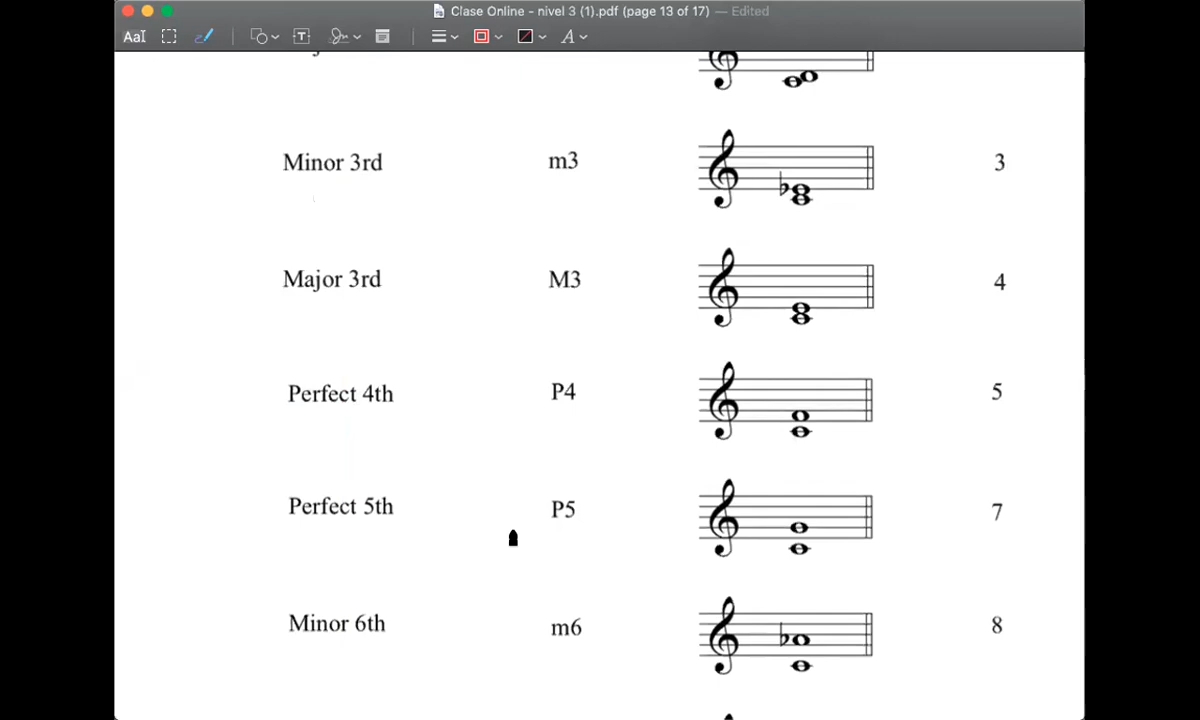 Clase Online - nivel 3 (1).pdf (page 13 of 17) — Edited
AaI T A
Minor 3rd m3 3
Major 3rd M3 4
Perfect 4th P4 5
Perfect 5th P5 7
Minor 6th m6 8